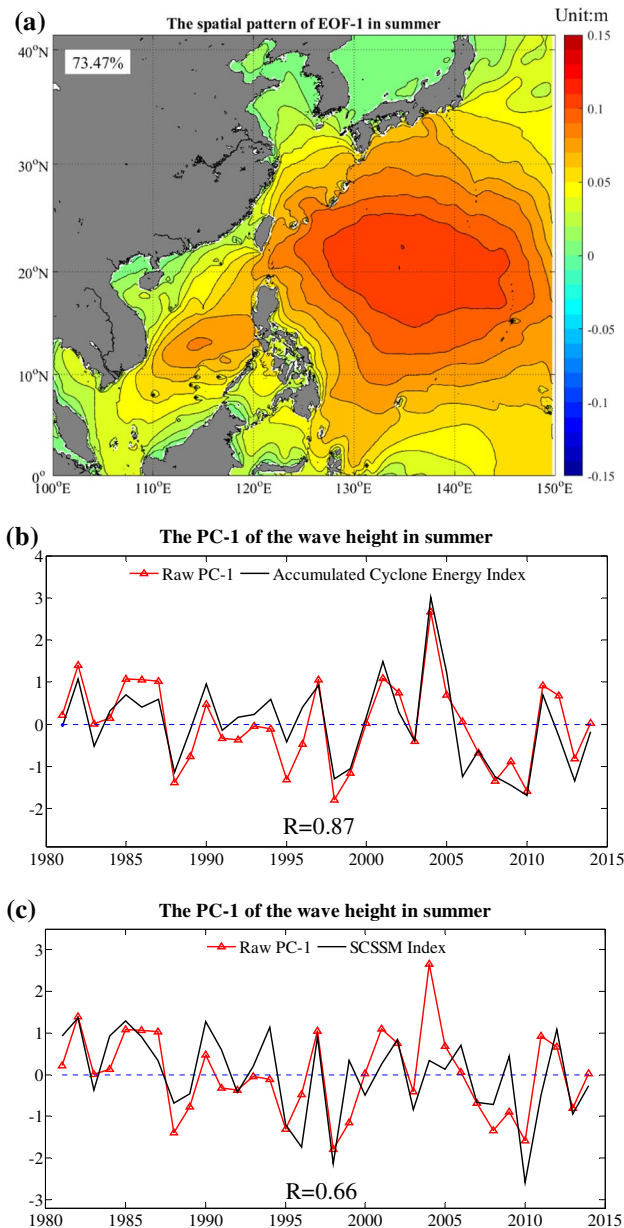 (a)
The spatial pattern of EOF-1 in summer
Unit:m
73.47%
40°N
30°N
20°N
10°N
0°
100°E
110°E
120°E
130°E
140°E
150°E
0.15
0.1
0.05
0
-0.05
-0.1
-0.15
(b)
The PC-1 of the wave height in summer
Raw PC-1
Accumulated Cyclone Energy Index
4
3
2
1
0
-1
-2
R=0.87
1980
1985
1990
1995
2000
2005
2010
2015
(c)
The PC-1 of the wave height in summer
Raw PC-1
SCSSM Index
3
2
1
0
-1
-2
-3
R=0.66
1980
1985
1990
1995
2000
2005
2010
2015